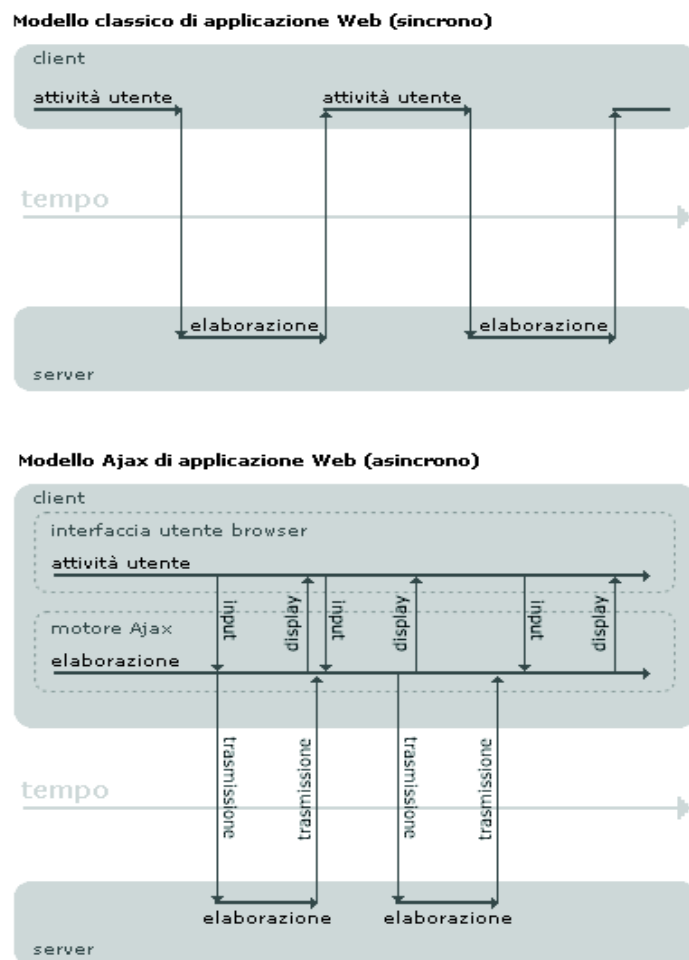 Modello classico di applicazione Web (sincrono)
client
attività utente
attività utente
tempo
elaborazione
elaborazione
server
Modello Ajax di applicazione Web (asincrono)
client
interfaccia utente browser
attività utente
input
display
input
display
input
display
motore Ajax
elaborazione
trasmissione
trasmissione
trasmissione
trasmissione
tempo
elaborazione
elaborazione
server